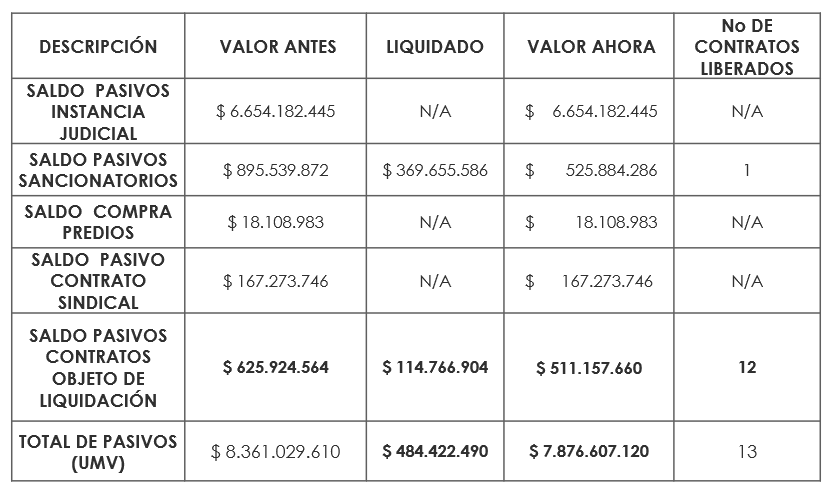 DESCRIPCIÓN VALOR ANTES LIQUIDADO VALOR AHORA No DE CONTRATOS LIBERADOS
SALDO PASIVOS INSTANCIA JUDICIAL $ 6.654.182.445 N/A $ 6.654.182.445 N/A
SALDO PASIVOS SANCIONATORIOS $ 895.539.872 $ 369.655.586 $ 525.884.286 1
SALDO COMPRA PREDIOS $ 18.108.983 N/A $ 18.108.983 N/A
SALDO PASIVO CONTRATO SINDICAL $ 167.273.746 N/A $ 167.273.746 N/A
SALDO PASIVOS CONTRATOS OBJETO DE LIQUIDACIÓN $ 625.924.564 $ 114.766.904 $ 511.157.660 12
TOTAL DE PASIVOS (UMV) $ 8.361.029.610 $ 484.422.490 $ 7.876.607.120 13